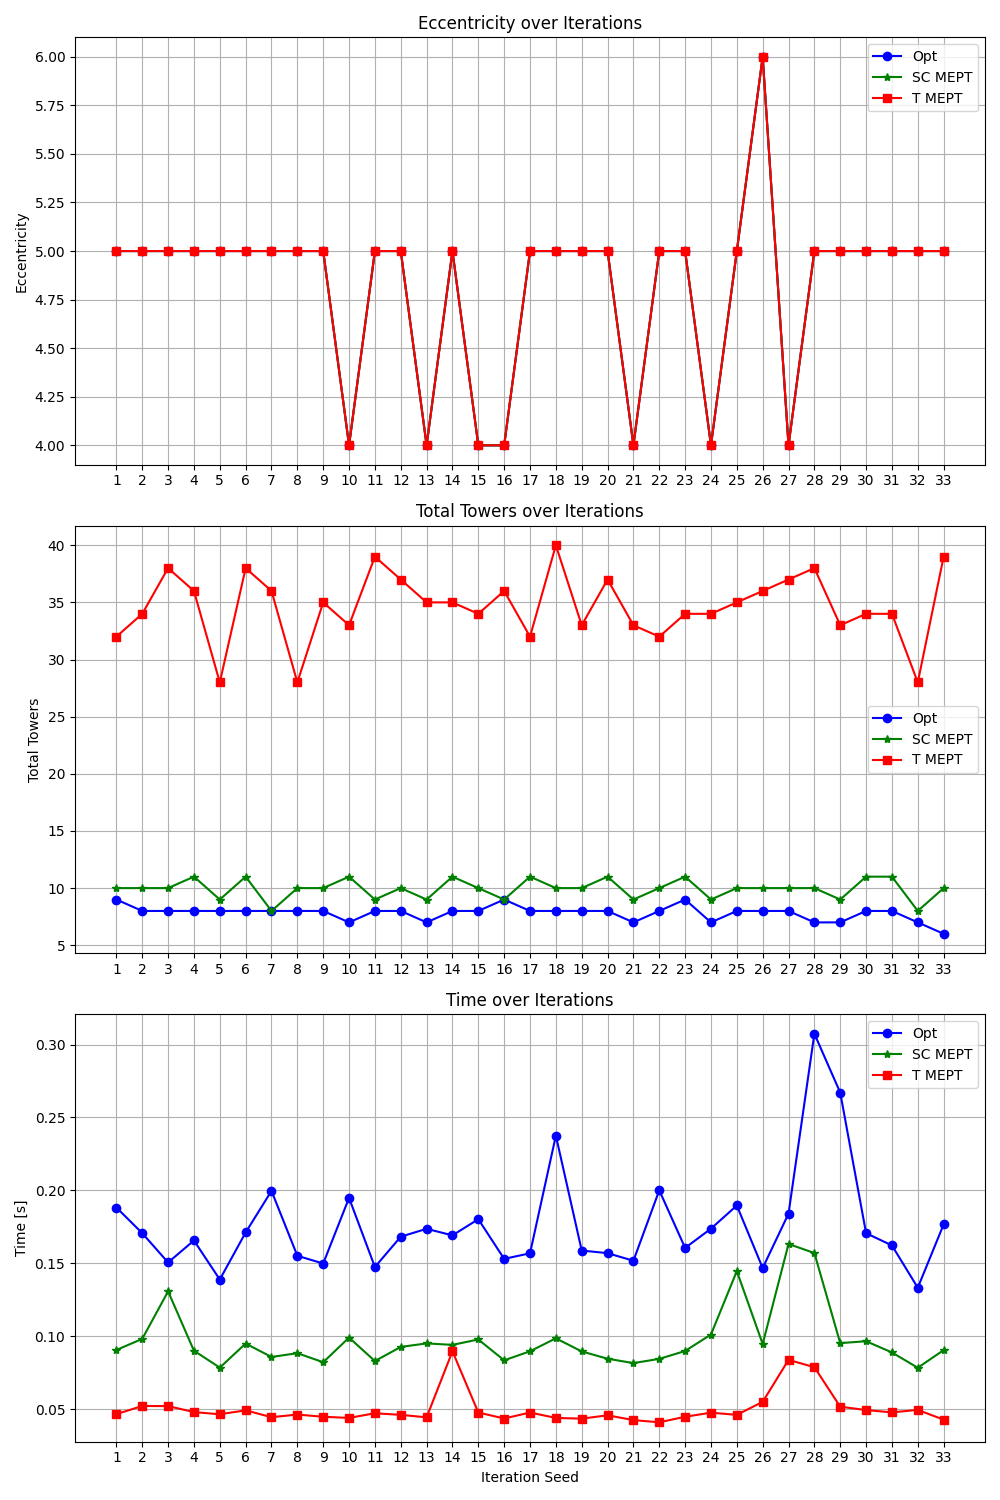 Eccentricity over Iterations
6.00
5.75
5.50
5.25
5.00
4.75
4.50
4.25
4.00
Eccentricity
Opt
SC MEPT
T MEPT
1 2 3 4 5 6 7 8 9 10 11 12 13 14 15 16 17 18 19 20 21 22 23 24 25 26 27 28 29 30 31 32 33
Total Towers over Iterations
40
35
30
25
20
15
10
5
Total Towers
Opt
SC MEPT
T MEPT
1 2 3 4 5 6 7 8 9 10 11 12 13 14 15 16 17 18 19 20 21 22 23 24 25 26 27 28 29 30 31 32 33
Time over Iterations
0.30
0.25
0.20
0.15
0.10
0.05
Time [s]
Opt
SC MEPT
T MEPT
1 2 3 4 5 6 7 8 9 10 11 12 13 14 15 16 17 18 19 20 21 22 23 24 25 26 27 28 29 30 31 32 33
Iteration Seed